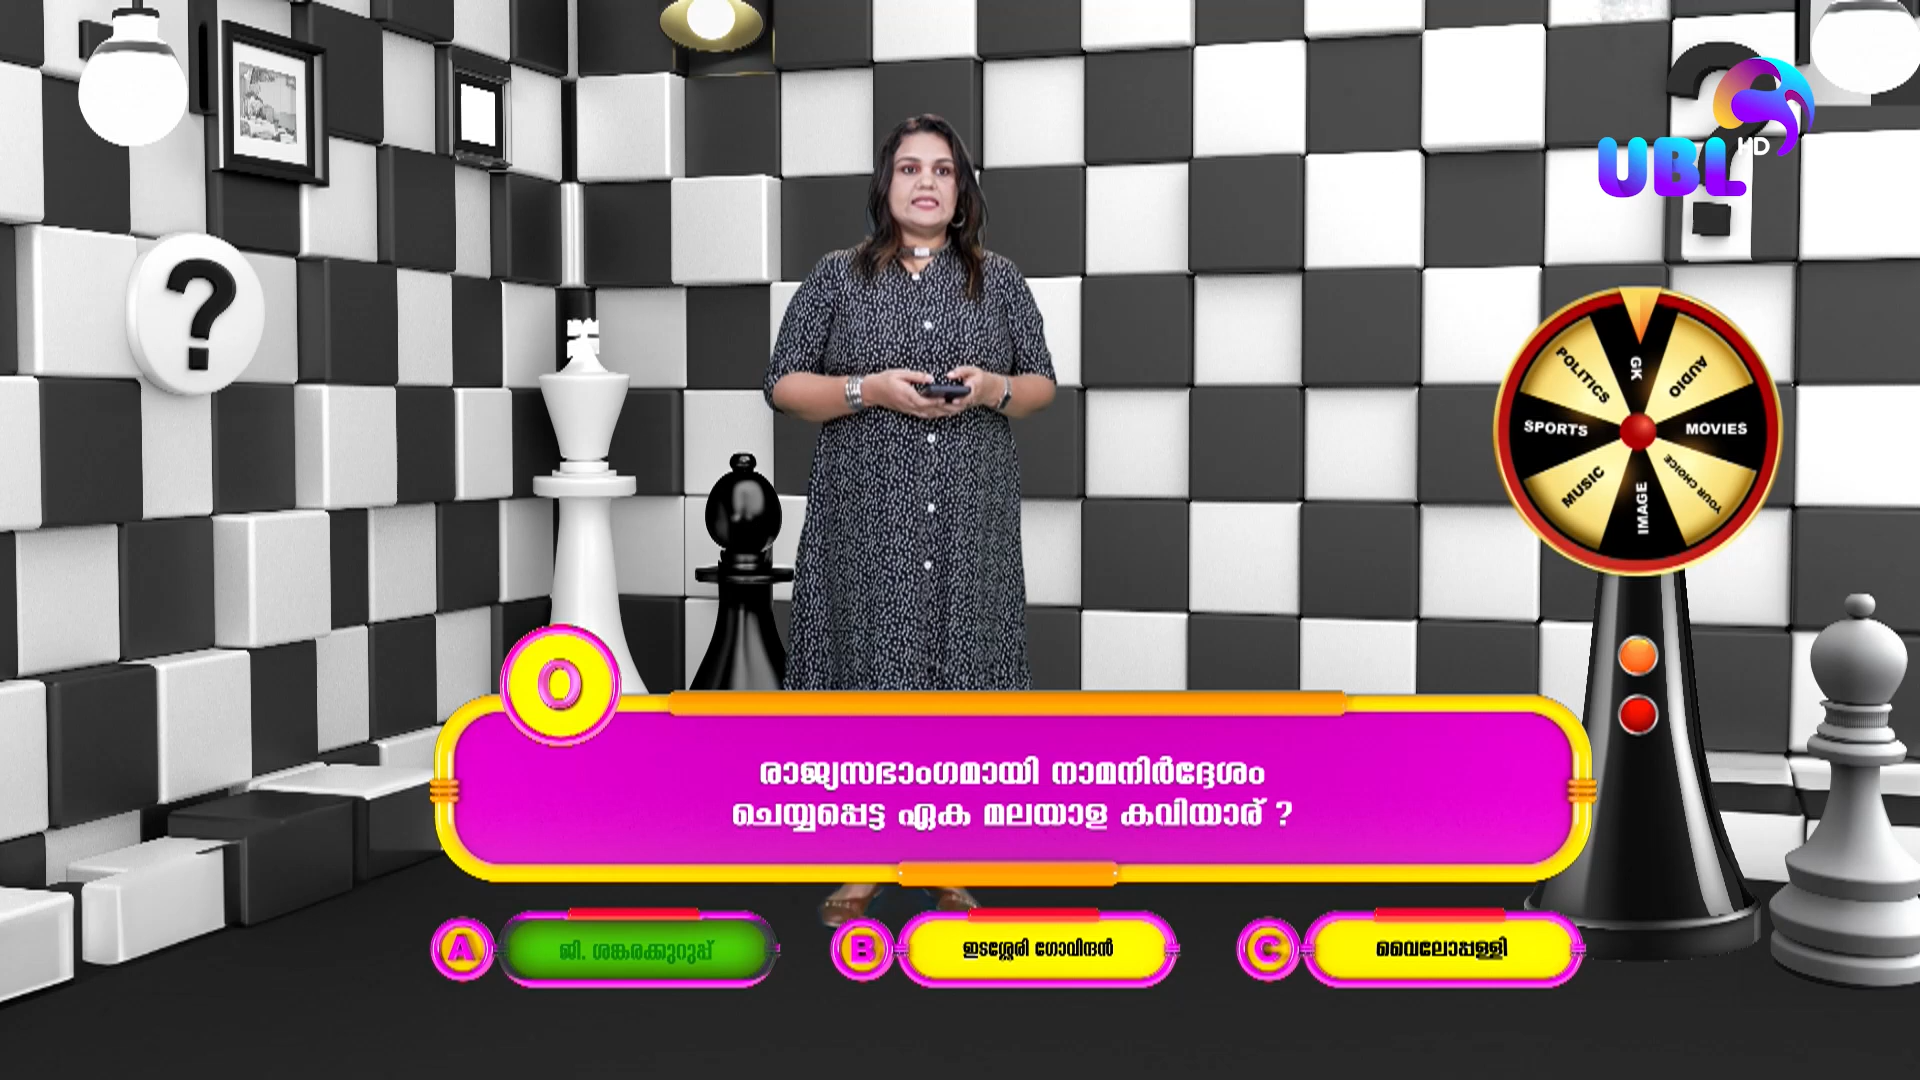 ?
?
UBL HD
POLITICS
GK
AUDIO
SPORTS
MOVIES
MUSIC
IMAGE
YOUR CHOICE
Q
രാജ്യസഭാംഗമായി നാമനിർദ്ദേശം
ചെയ്യപ്പെട്ട ഏക മലയാള കവിയാര് ?
A ജി. ശങ്കരക്കുറുപ്പ്
B ഇടശ്ശേരി ഗോവിന്ദൻ
C വൈലോപ്പള്ളി